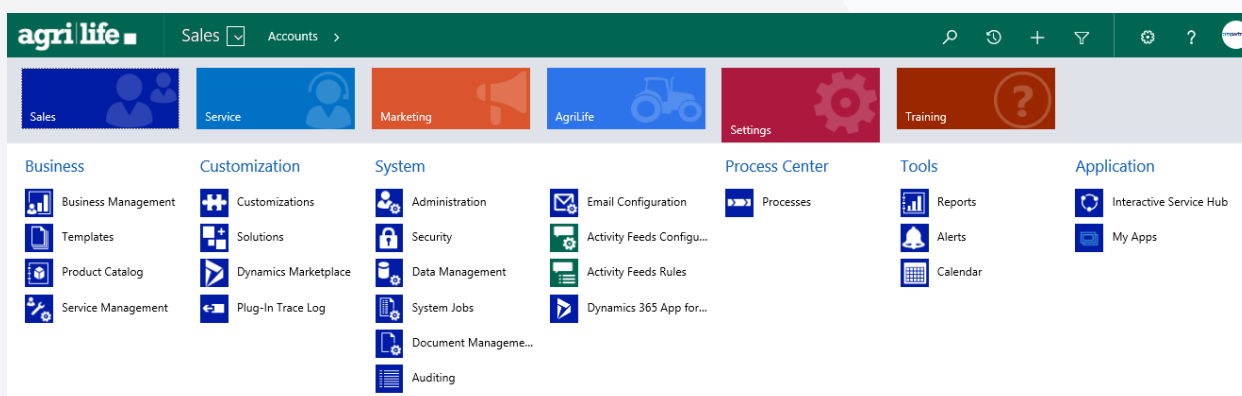 agri life
Sales
Accounts >
?
Sales
Service
Marketing
AgriLife
Settings
?
Training
Business
Business Management
Templates
Product Catalog
Service Management
Customization
Customizations
Solutions
Dynamics Marketplace
Plug-In Trace Log
System
Administration
Security
Data Management
System Jobs
Document Manageme...
Auditing
Email Configuration
Activity Feeds Configu...
Activity Feeds Rules
Dynamics 365 App for...
Process Center
Processes
Tools
Reports
Alerts
Calendar
Application
Interactive Service Hub
My Apps